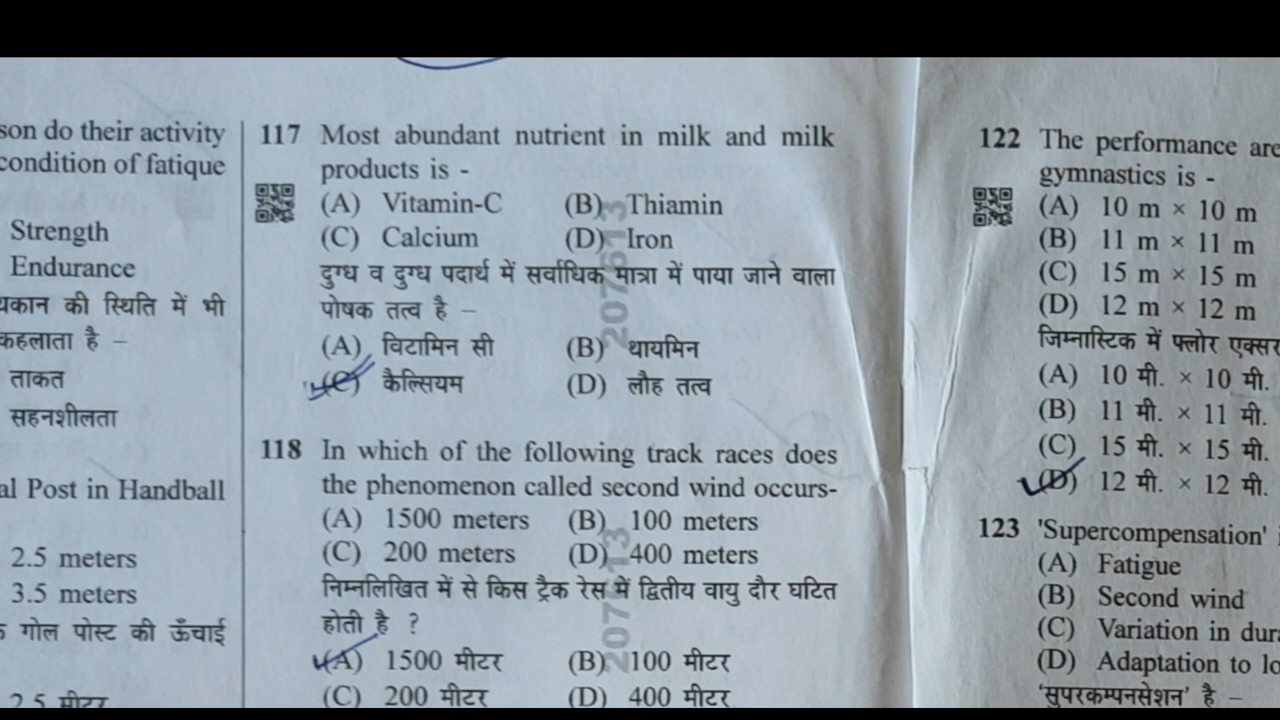 son do their activity
condition of fatique
Strength
Endurance
थकान की स्थिति में भी
कहलाता है –
ताकत
सहनशीलता
al Post in Handball
2.5 meters
3.5 meters
गोल पोस्ट की ऊँचाई
2.5 मीटर
117 Most abundant nutrient in milk and milk
products is -
(A) Vitamin-C (B) Thiamin
(C) Calcium (D) Iron
दुग्ध व दुग्ध पदार्थ में सर्वाधिक मात्रा में पाया जाने वाला
पोषक तत्व है –
(A) विटामिन सी (B) थायमिन
(C) कैल्सियम (D) लौह तत्व
118 In which of the following track races does
the phenomenon called second wind occurs-
(A) 1500 meters (B) 100 meters
(C) 200 meters (D) 400 meters
निम्नलिखित में से किस ट्रैक रेस में द्वितीय वायु दौर घटित
होती है ?
(A) 1500 मीटर (B) 100 मीटर
(C) 200 मीटर (D) 400 मीटर
207613
207613
122 The performance are
gymnastics is -
(A) 10 m × 10 m
(B) 11 m × 11 m
(C) 15 m × 15 m
(D) 12 m × 12 m
जिम्नास्टिक में फ्लोर एक्सर
(A) 10 मी. × 10 मी.
(B) 11 मी. × 11 मी.
(C) 15 मी. × 15 मी.
(D) 12 मी. × 12 मी.
123 'Supercompensation'
(A) Fatigue
(B) Second wind
(C) Variation in dur
(D) Adaptation to lo
'सुपरकम्पनसेशन' है –